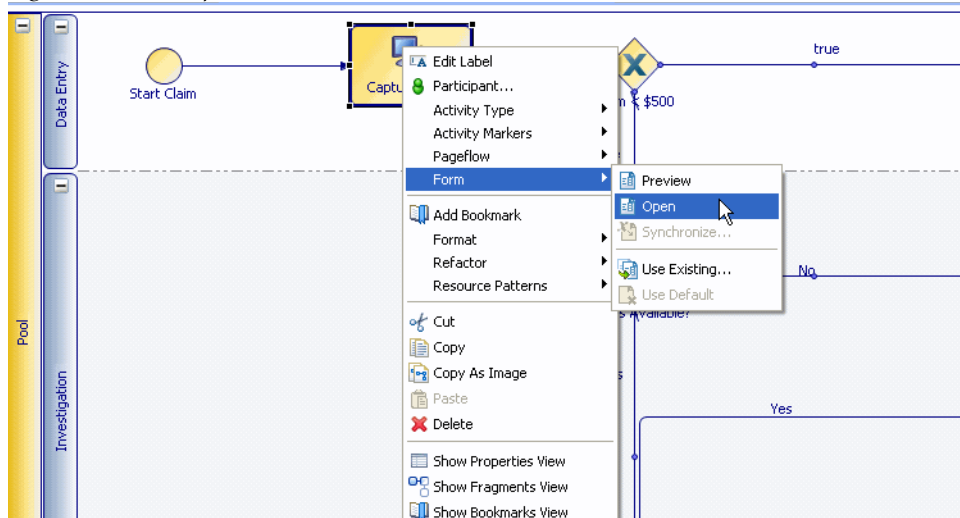 Pool
Data Entry
Investigation
Start Claim
Captu
true
$500
Edit Label
Participant...
Activity Type
Activity Markers
Pageflow
Form
Add Bookmark
Format
Refactor
Resource Patterns
Cut
Copy
Copy As Image
Paste
Delete
Show Properties View
Show Fragments View
Show Bookmarks View
Preview
Open
Synchronize...
Use Existing...
Use Default
No
s Available?
Yes